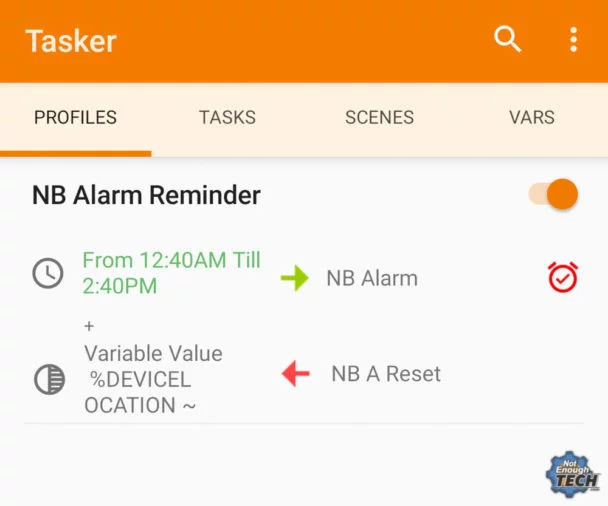 Tasker
PROFILES TASKS SCENES VARS
NB Alarm Reminder
From 12:40AM Till
2:40PM
NB Alarm
+
Variable Value
%DEVICEL
OCATION ~
NB A Reset
Not
Enough
TECH